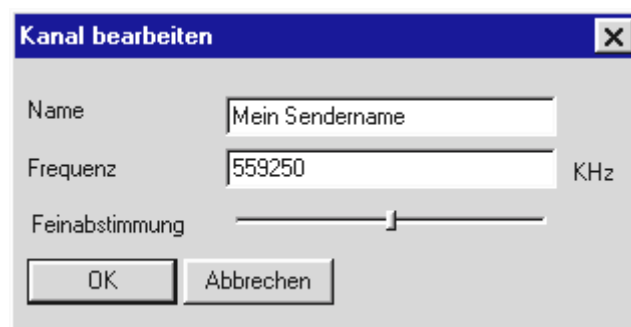 Kanal bearbeiten
Name Mein Sendername
Frequenz 559250 KHz
Feinabstimmung
OK Abbrechen